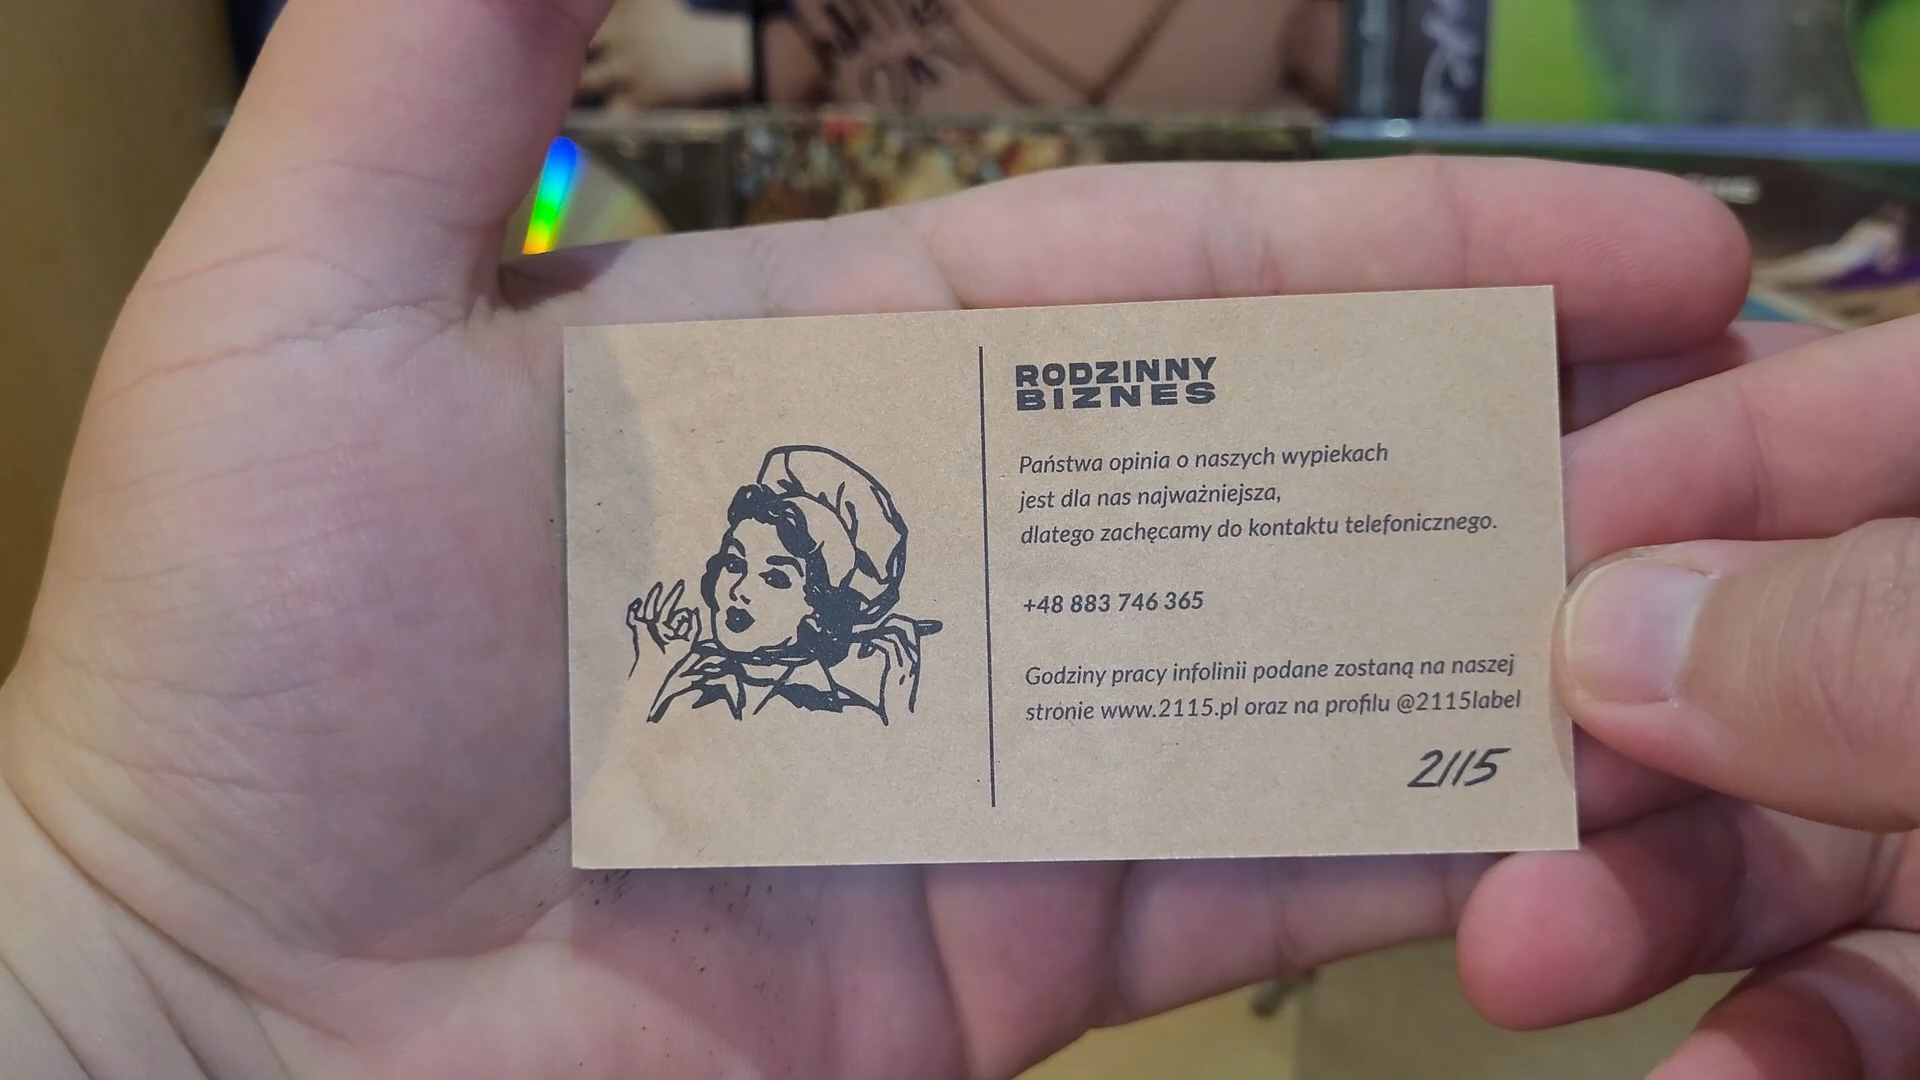 RODZINNY
BIZNES
Państwa opinia o naszych wypiekach
jest dla nas najważniejsza,
dlatego zachęcamy do kontaktu telefonicznego.
+48 883 746 365
Godziny pracy infolinii podane zostaną na naszej
stronie www.2115.pl oraz na profilu @2115label
2115